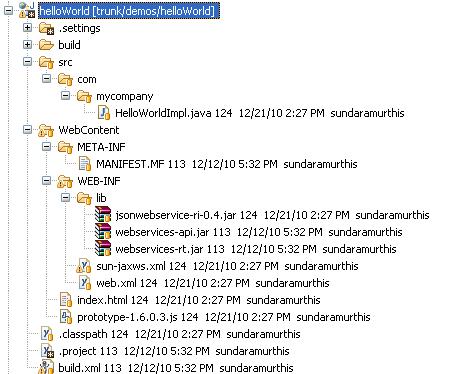 helloWorld [trunk/demos/helloWorld]
.settings
build
src
com
mycompany
HelloWorldImpl.java 124 12/21/10 2:27 PM sundaramurthis
WebContent
META-INF
MANIFEST.MF 113 12/12/10 5:32 PM sundaramurthis
WEB-INF
lib
jsonwebservice-ri-0.4.jar 124 12/21/10 2:27 PM sundaramurthis
webservices-api.jar 113 12/12/10 5:32 PM sundaramurthis
webservices-rt.jar 113 12/12/10 5:32 PM sundaramurthis
sun-jaxws.xml 124 12/21/10 2:27 PM sundaramurthis
web.xml 124 12/21/10 2:27 PM sundaramurthis
index.html 124 12/21/10 2:27 PM sundaramurthis
prototype-1.6.0.3.js 124 12/21/10 2:27 PM sundaramurthis
.classpath 124 12/21/10 2:27 PM sundaramurthis
.project 113 12/12/10 5:32 PM sundaramurthis
build.xml 113 12/12/10 5:32 PM sundaramurthis